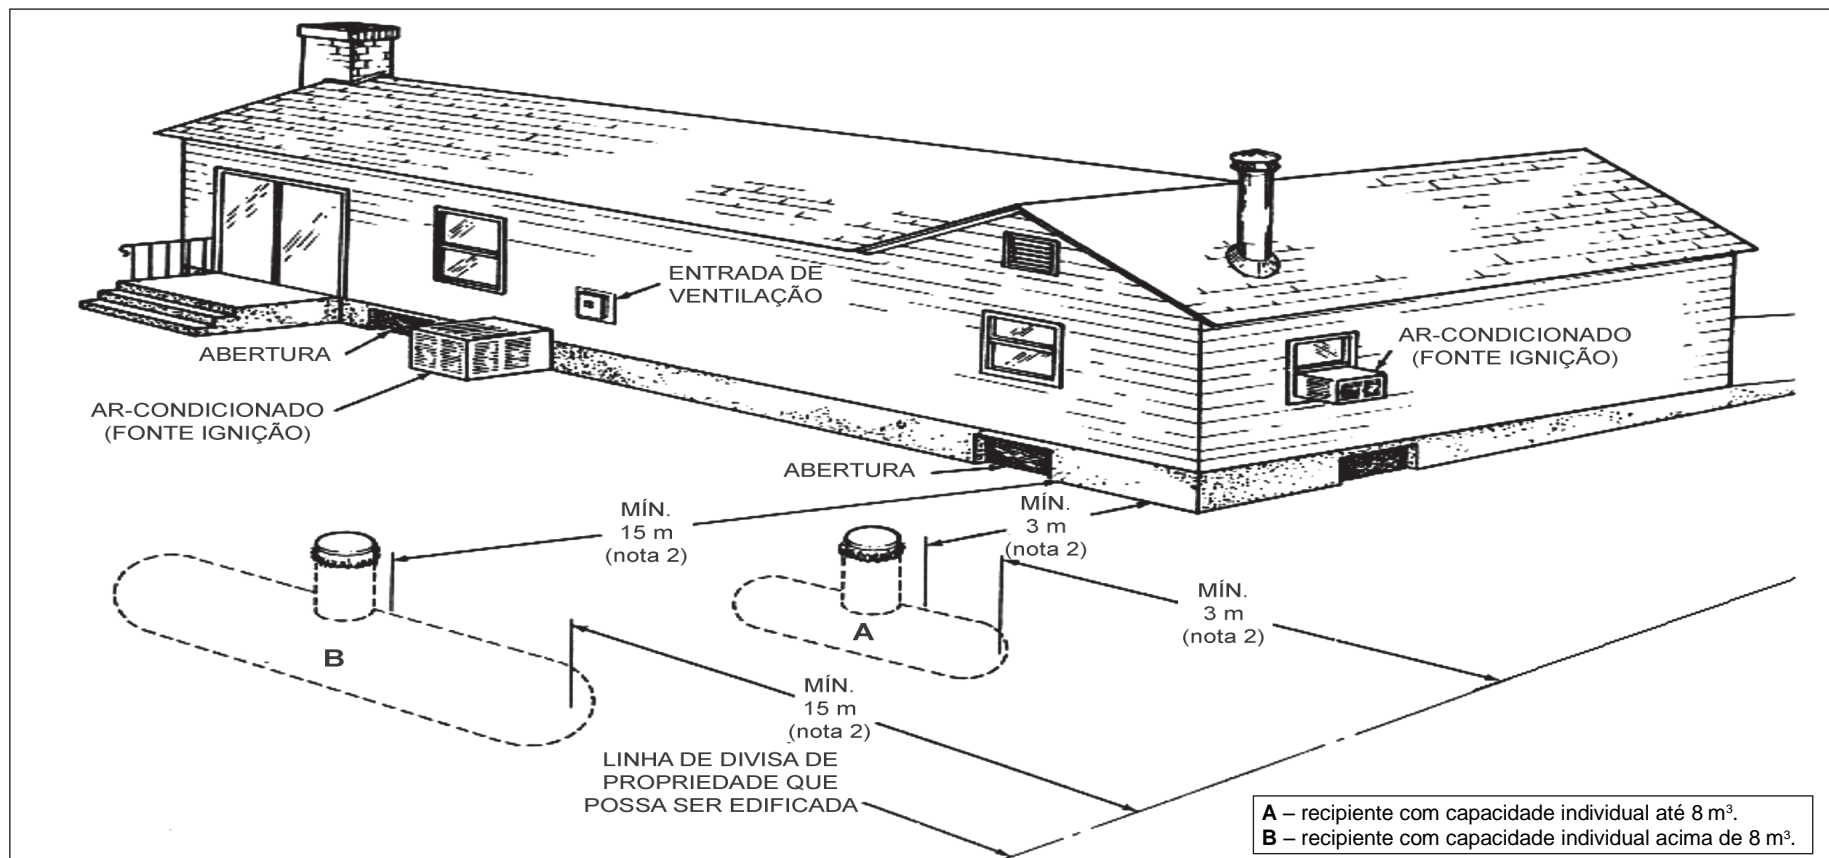 ENTRADA DE
VENTILAÇÃO
ABERTURA
AR-CONDICIONADO
(FONTE IGNIÇÃO)
AR-CONDICIONADO
(FONTE IGNIÇÃO)
ABERTURA
MÍN.
15 m
(nota 2)
MÍN.
3 m
(nota 2)
MÍN.
3 m
(nota 2)
A
B
MÍN.
15 m
(nota 2)
LINHA DE DIVISA DE
PROPRIEDADE QUE
POSSA SER EDIFICADA
A – recipiente com capacidade individual até 8 m³.
B – recipiente com capacidade individual acima de 8 m³.